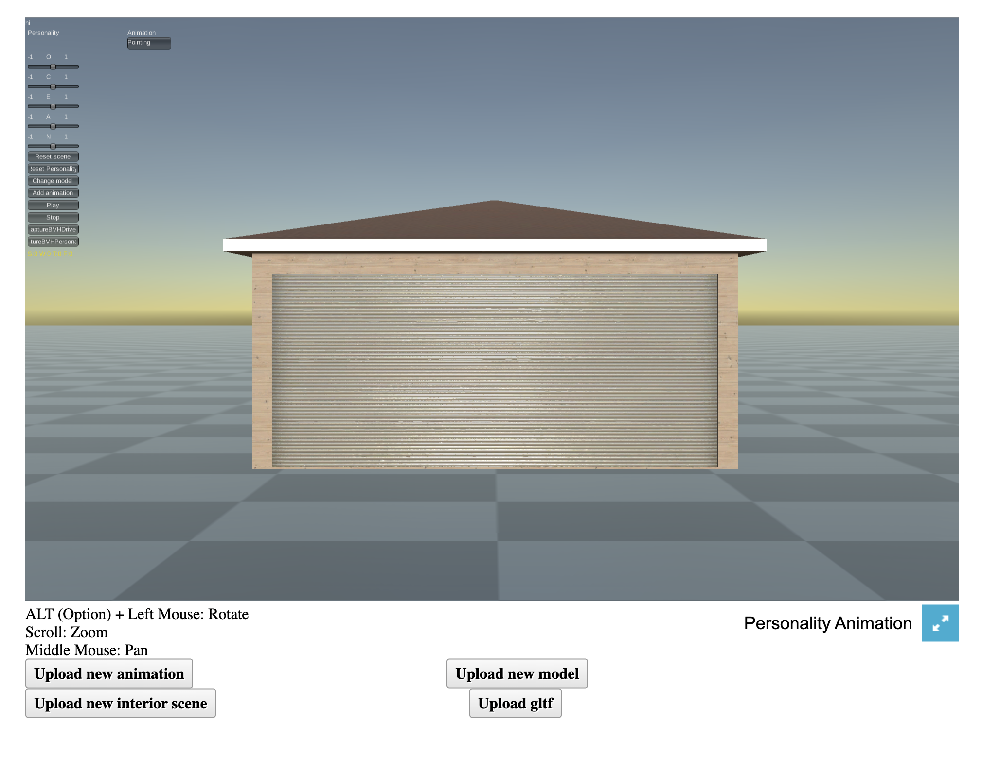 hi
Personality
Animation
Pointing
-1 O 1
-1 C 1
-1 E 1
-1 A 1
-1 N 1
Reset scene
Reset Personality
Change model
Add animation
Play
Stop
aptureBVHDrive
tureBVHPersona
S:0 W:0 T:0 F:0
ALT (Option) + Left Mouse: Rotate
Scroll: Zoom
Middle Mouse: Pan
Personality Animation
Upload new animation
Upload new model
Upload new interior scene
Upload gltf